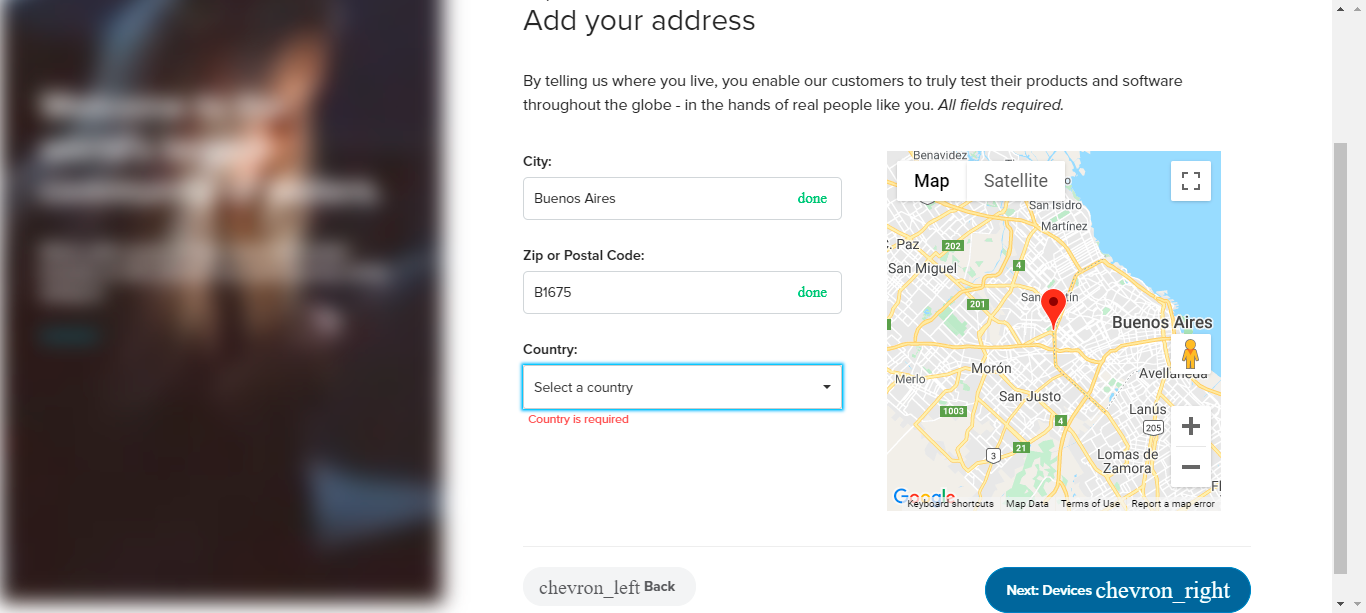 Add your address
By telling us where you live, you enable our customers to truly test their products and software
throughout the globe - in the hands of real people like you. All fields required.
City:
Buenos Aires done
Zip or Postal Code:
B1675 done
Country:
Select a country
Country is required
Benavidez
Map Satellite
San Isidro
Martínez
C. Paz
202
4
San Miguel
201
Buenos Aires
Morón
Merlo
Avellaneda
San Justo
1003
Lanús
4
205
21
3
Lomas de
Zamora
Google
Keyboard shortcuts Map Data Terms of Use Report a map error
chevron_left Back
Next: Devices chevron_right